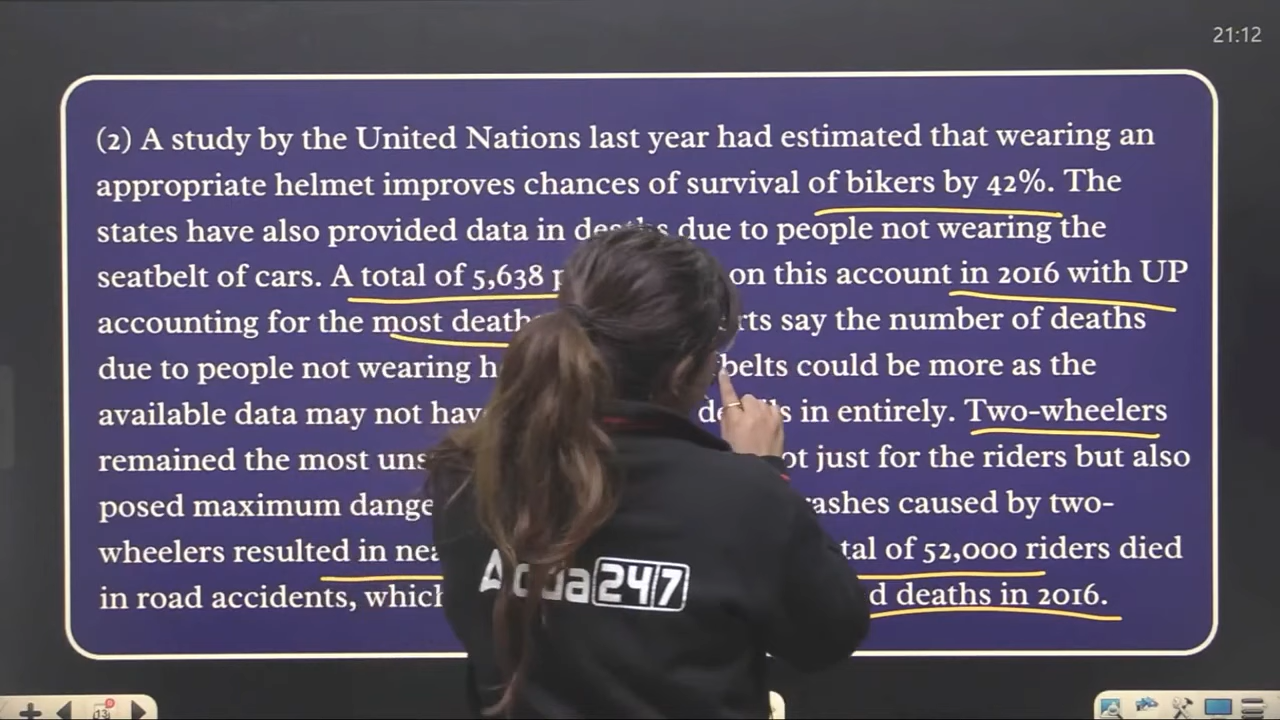 21:12
(2) A study by the United Nations last year had estimated that wearing an
appropriate helmet improves chances of survival of bikers by 42%. The
states have also provided data in deaths due to people not wearing the
seatbelt of cars. A total of 5,638 on this account in 2016 with UP
accounting for the most say the number of deaths
due to people not wearing could be more as the
available data may not in entirely. Two-wheelers
remained the most just for the riders but also
posed maximum caused by two-
wheelers resulted in of 52,000 riders died
in road accidents, deaths in 2016.
Adda247
13